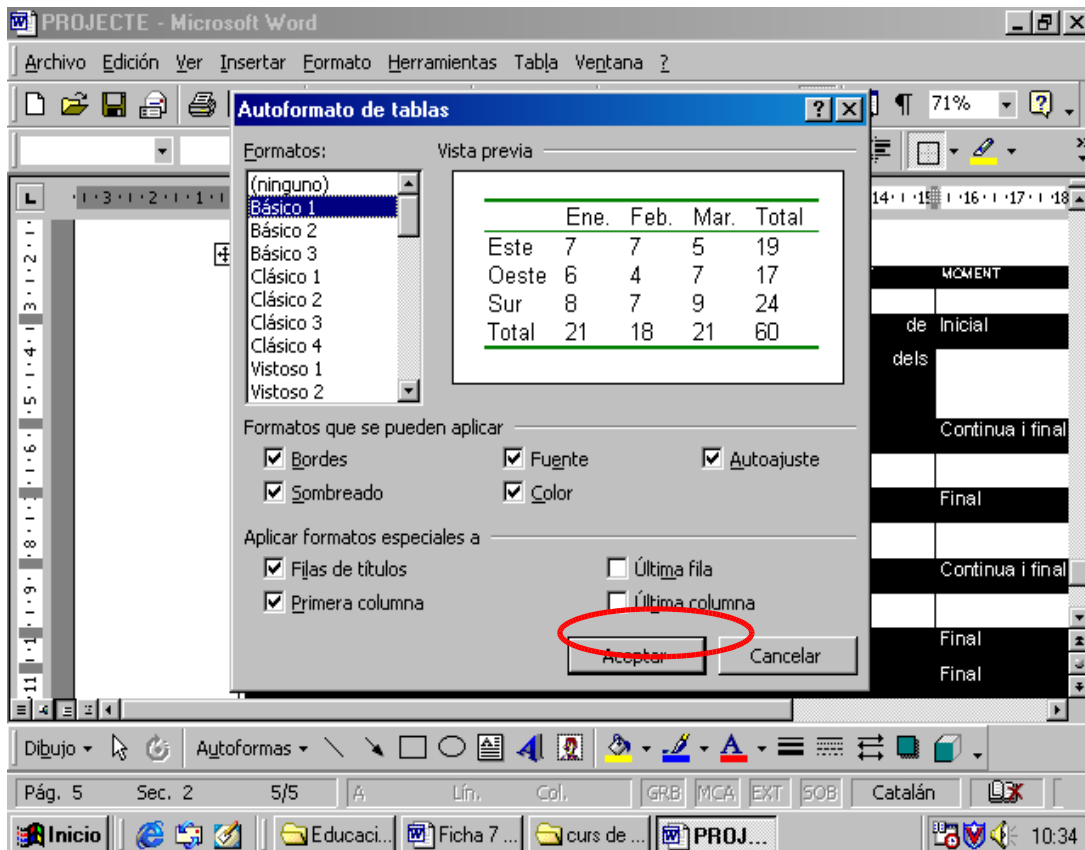 PROJECTE - Microsoft Word
Archivo Edición Ver Insertar Formato Herramientas Tabla Ventana ?
Autoformato de tablas
71%
Formatos:
Vista previa
(ninguno)
Básico 1
Básico 2
Básico 3
Clásico 1
Clásico 2
Clásico 3
Clásico 4
Vistoso 1
Vistoso 2
Ene. Feb. Mar. Total
Este 7 7 5 19
Oeste 6 4 7 17
Sur 8 7 9 24
Total 21 18 21 60
Formatos que se pueden aplicar
Bordes Fuente Autoajuste
Sombreado Color
Aplicar formatos especiales a
Filas de títulos Última fila
Primera columna Última columna
Aceptar Cancelar
MOMENT
de Inicial
dels
Continua i final
Final
Continua i final
Final
Final
Dibujo Autoformas
Pág. 5 Sec. 2 5/5 A Lín. Col. GRB MCA EXT SOB Catalán
Inicio Educaci... Ficha 7 ... curs de ... PROJ... 10:34